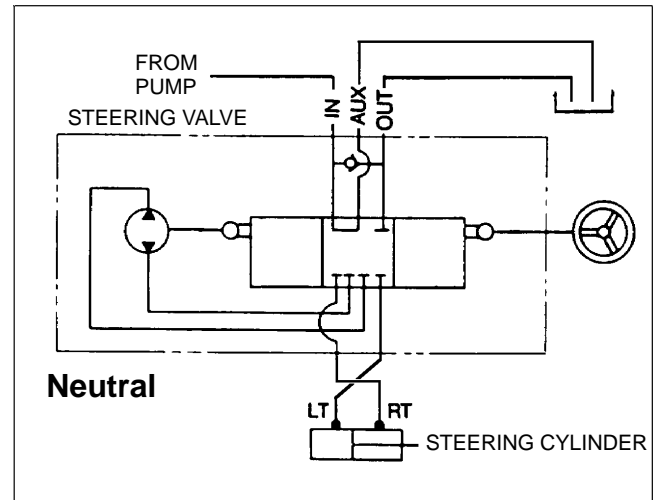 FROM
PUMP
IN
AUX
OUT
STEERING VALVE
Neutral
LT
RT
STEERING CYLINDER